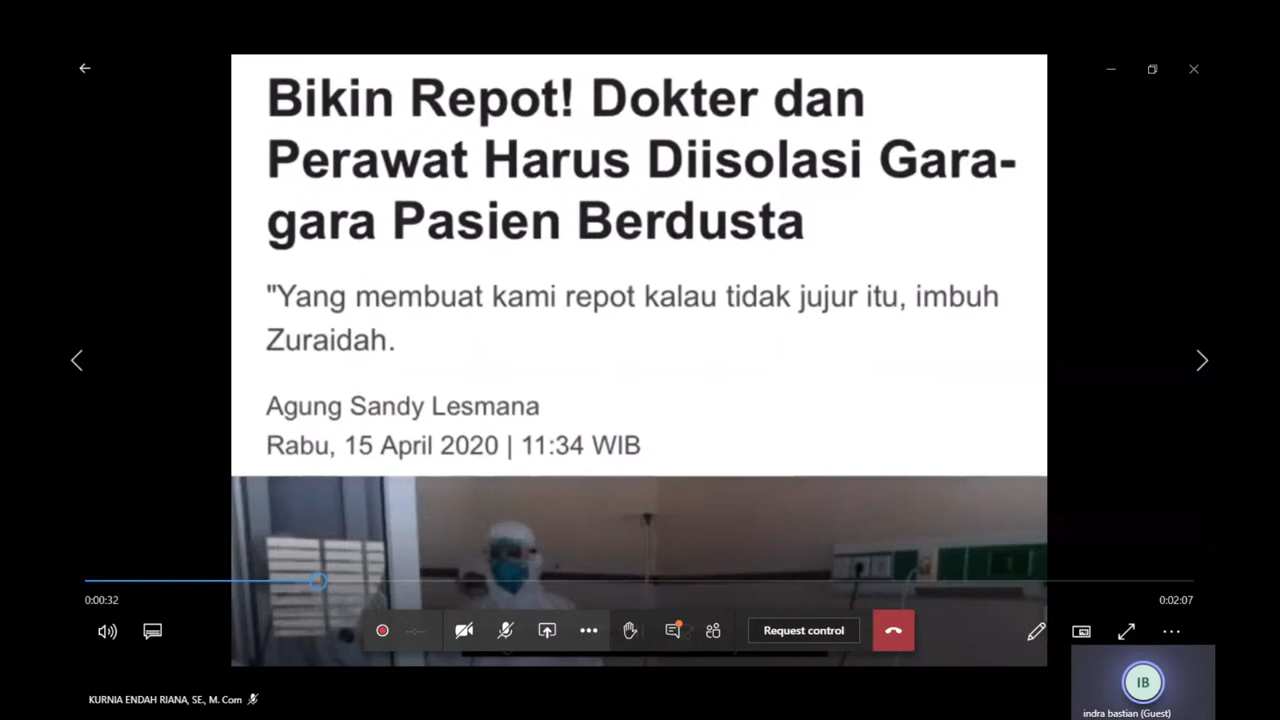 Bikin Repot! Dokter dan
Perawat Harus Diisolasi Gara-
gara Pasien Berdusta
"Yang membuat kami repot kalau tidak jujur itu, imbuh
Zuraidah.
Agung Sandy Lesmana
Rabu, 15 April 2020 | 11:34 WIB
0:00:32
0:02:07
--:--
Request control
IB
KURNIA ENDAH RIANA, SE., M. Com
indra bastian (Guest)